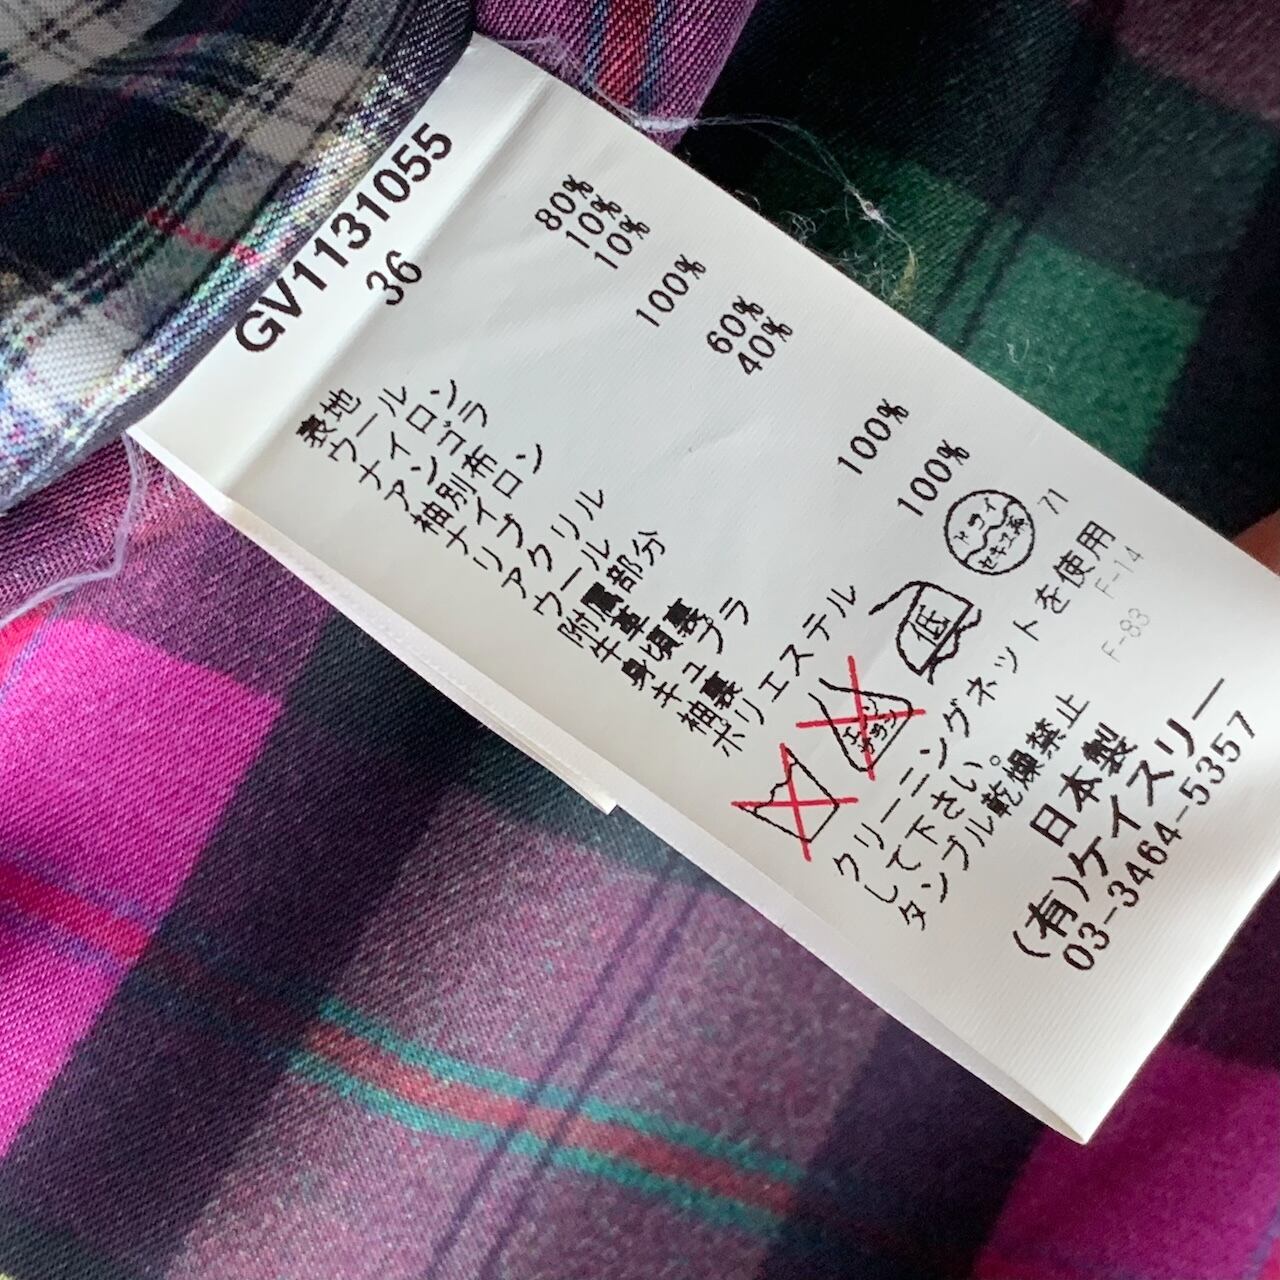 GV1131055
36
表地
ウール 80%
ナイロン 10%
アンゴラ 10%
袖別布
ナイロン 100%
リブ
アクリル 60%
ウール 40%
附属部分
牛革
身頃裏
キュプラ 100%
袖裏
ポリエステル 100%
低
ドライ
セキユ系
71
クリーニングネットを使用
して下さい。
タンブル乾燥禁止
F-14
F-83
日本製
(有)ケイスリー
03-3464-5357